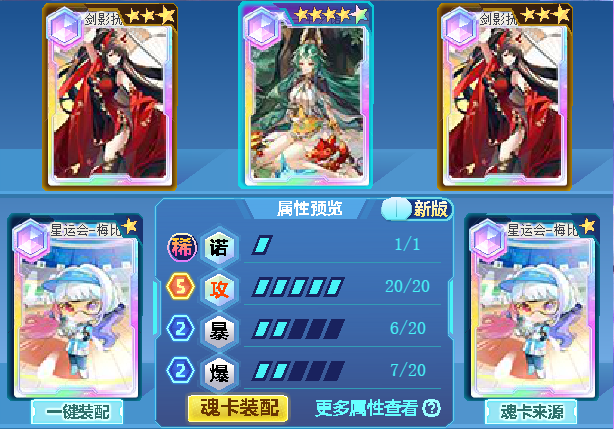 剑影抚
剑影抚
属性预览
新版
星运会-梅比
星运会-梅比
稀 诺 1/1
5 攻 20/20
2 暴 6/20
2 爆 7/20
一键装配
魂卡装配
更多属性查看?
魂卡来源